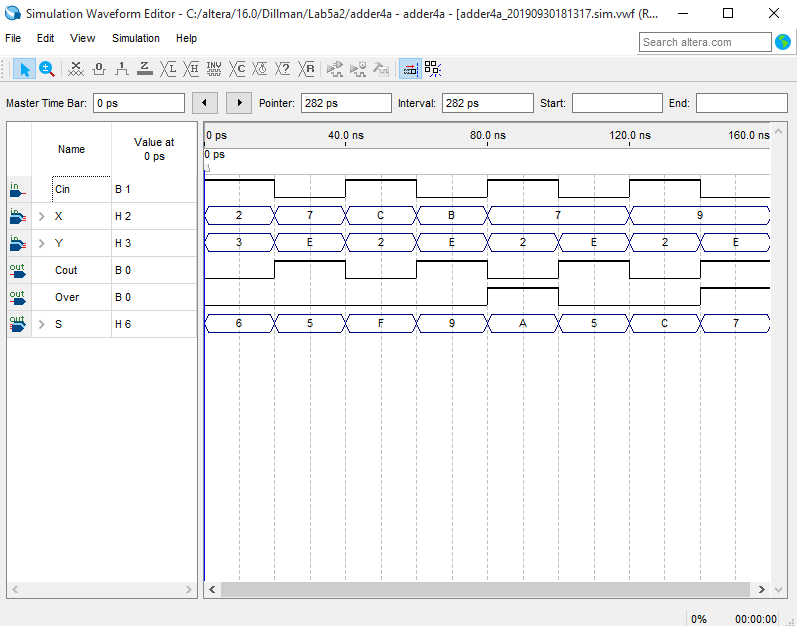 Simulation Waveform Editor - C:/altera/16.0/Dillman/Lab5a2/adder4a - adder4a - [adder4a_20190930181317.sim.vwf (R...
File Edit View Simulation Help
Search altera.com
Master Time Bar: 0 ps Pointer: 282 ps Interval: 282 ps Start: End:
Name Value at 0 ps 0 ps 40.0 ns 80.0 ns 120.0 ns 160.0 ns
0 ps
in Cin B 1
in X H 2 2 7 C B 7 9
in Y H 3 3 E 2 E 2 E 2 E
out Cout B 0
out Over B 0
out S H 6 6 5 F 9 A 5 C 7
0% 00:00:00